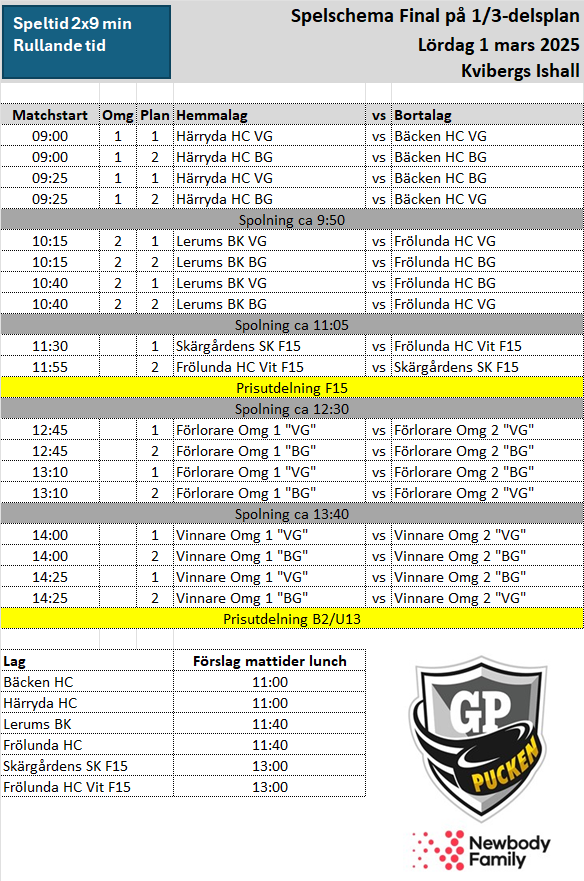 Speltid 2x9 min
Rullande tid
Spelschema Final på 1/3-delsplan
Lördag 1 mars 2025
Kvibergs Ishall
Matchstart Omg Plan Hemmalag vs Bortalag
09:00 1 1 Härryda HC VG vs Bäcken HC VG
09:00 1 2 Härryda HC BG vs Bäcken HC BG
09:25 1 1 Härryda HC VG vs Bäcken HC BG
09:25 1 2 Härryda HC BG vs Bäcken HC VG
Spolning ca 9:50
10:15 2 1 Lerums BK VG vs Frölunda HC VG
10:15 2 2 Lerums BK BG vs Frölunda HC BG
10:40 2 1 Lerums BK VG vs Frölunda HC BG
10:40 2 2 Lerums BK BG vs Frölunda HC VG
Spolning ca 11:05
11:30 1 Skärgårdens SK F15 vs Frölunda HC Vit F15
11:55 2 Frölunda HC Vit F15 vs Skärgårdens SK F15
Prisutdelning F15
Spolning ca 12:30
12:45 1 Förlorare Omg 1 "VG" vs Förlorare Omg 2 "VG"
12:45 2 Förlorare Omg 1 "BG" vs Förlorare Omg 2 "BG"
13:10 1 Förlorare Omg 1 "VG" vs Förlorare Omg 2 "BG"
13:10 2 Förlorare Omg 1 "BG" vs Förlorare Omg 2 "VG"
Spolning ca 13:40
14:00 1 Vinnare Omg 1 "VG" vs Vinnare Omg 2 "VG"
14:00 2 Vinnare Omg 1 "BG" vs Vinnare Omg 2 "BG"
14:25 1 Vinnare Omg 1 "VG" vs Vinnare Omg 2 "BG"
14:25 2 Vinnare Omg 1 "BG" vs Vinnare Omg 2 "VG"
Prisutdelning B2/U13
Lag Förslag mattider lunch
Bäcken HC 11:00
Härryda HC 11:00
Lerums BK 11:40
Frölunda HC 11:40
Skärgårdens SK F15 13:00
Frölunda HC Vit F15 13:00
GP
PUCKEN
Newbody
Family